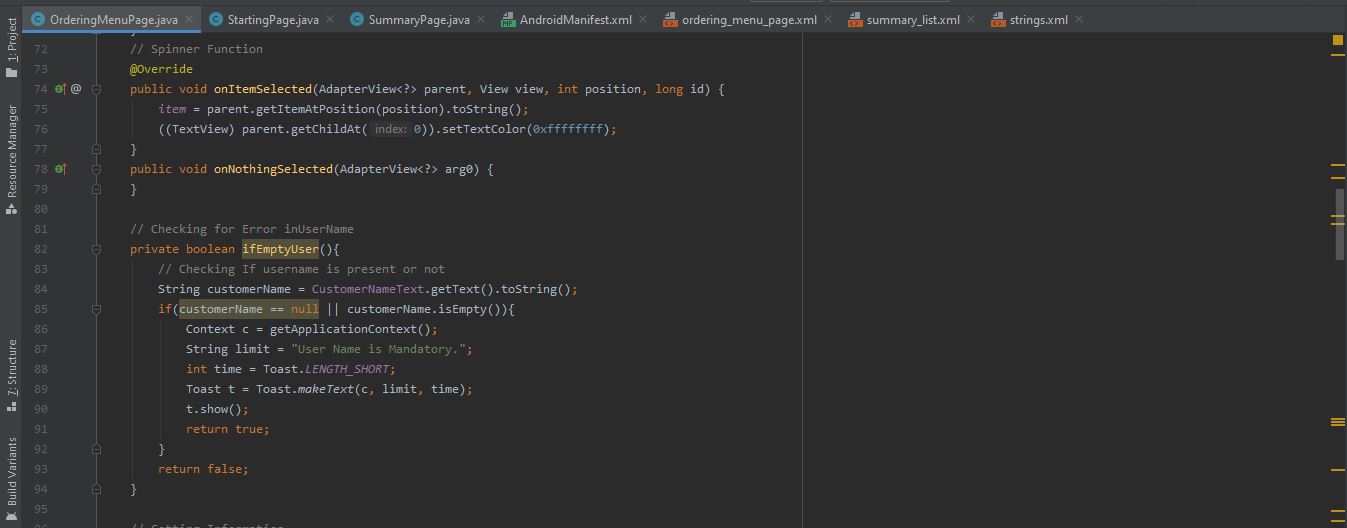 OrderingMenuPage.java StartingPage.java SummaryPage.java AndroidManifest.xml ordering_menu_page.xml summary_list.xml strings.xml
1: Project
Resource Manager
7: Structure
Build Variants
72 // Spinner Function
73 @Override
74 public void onItemSelected(AdapterView<?> parent, View view, int position, long id) {
75 item = parent.getItemAtPosition(position).toString();
76 ((TextView) parent.getChildAt( index: 0)).setTextColor(0xffffffff);
77 }
78 public void onNothingSelected(AdapterView<?> arg0) {
79 }
80
81 // Checking for Error inUserName
82 private boolean ifEmptyUser(){
83 // Checking If username is present or not
84 String customerName = CustomerNameText.getText().toString();
85 if(customerName == null || customerName.isEmpty()){
86 Context c = getApplicationContext();
87 String limit = "User Name is Mandatory.";
88 int time = Toast.LENGTH_SHORT;
89 Toast t = Toast.makeText(c, limit, time);
90 t.show();
91 return true;
92 }
93 return false;
94 }
95